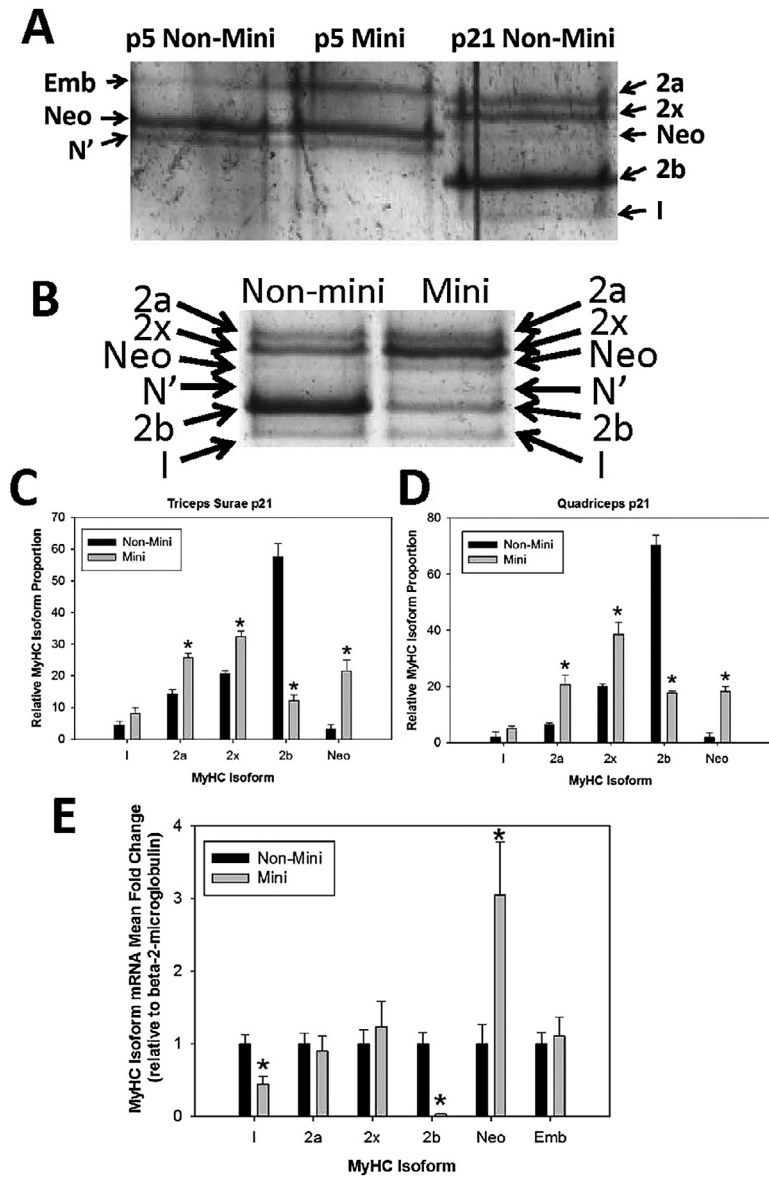 A
p5 Non-Mini p5 Mini p21 Non-Mini
Emb
Neo
N'
2a
2x
Neo
2b
I
B
Non-mini Mini
2a
2x
Neo
N'
2b
I
2a
2x
Neo
N'
2b
I
C
Triceps Surae p21
Relative MyHC Isoform Proportion
70
60
50
40
30
20
10
0
Non-Mini
Mini
*
*
*
*
I 2a 2x 2b Neo
MyHC Isoform
D
Quadriceps p21
Relative MyHC Isoform Proportion
80
60
40
20
0
Non-Mini
Mini
*
*
*
*
I 2a 2x 2b Neo
MyHC Isoform
E
MyHC Isoform mRNA Mean Fold Change
(relative to beta-2-microglobulin)
4
3
2
1
0
Non-Mini
Mini
*
*
*
I 2a 2x 2b Neo Emb
MyHC Isoform